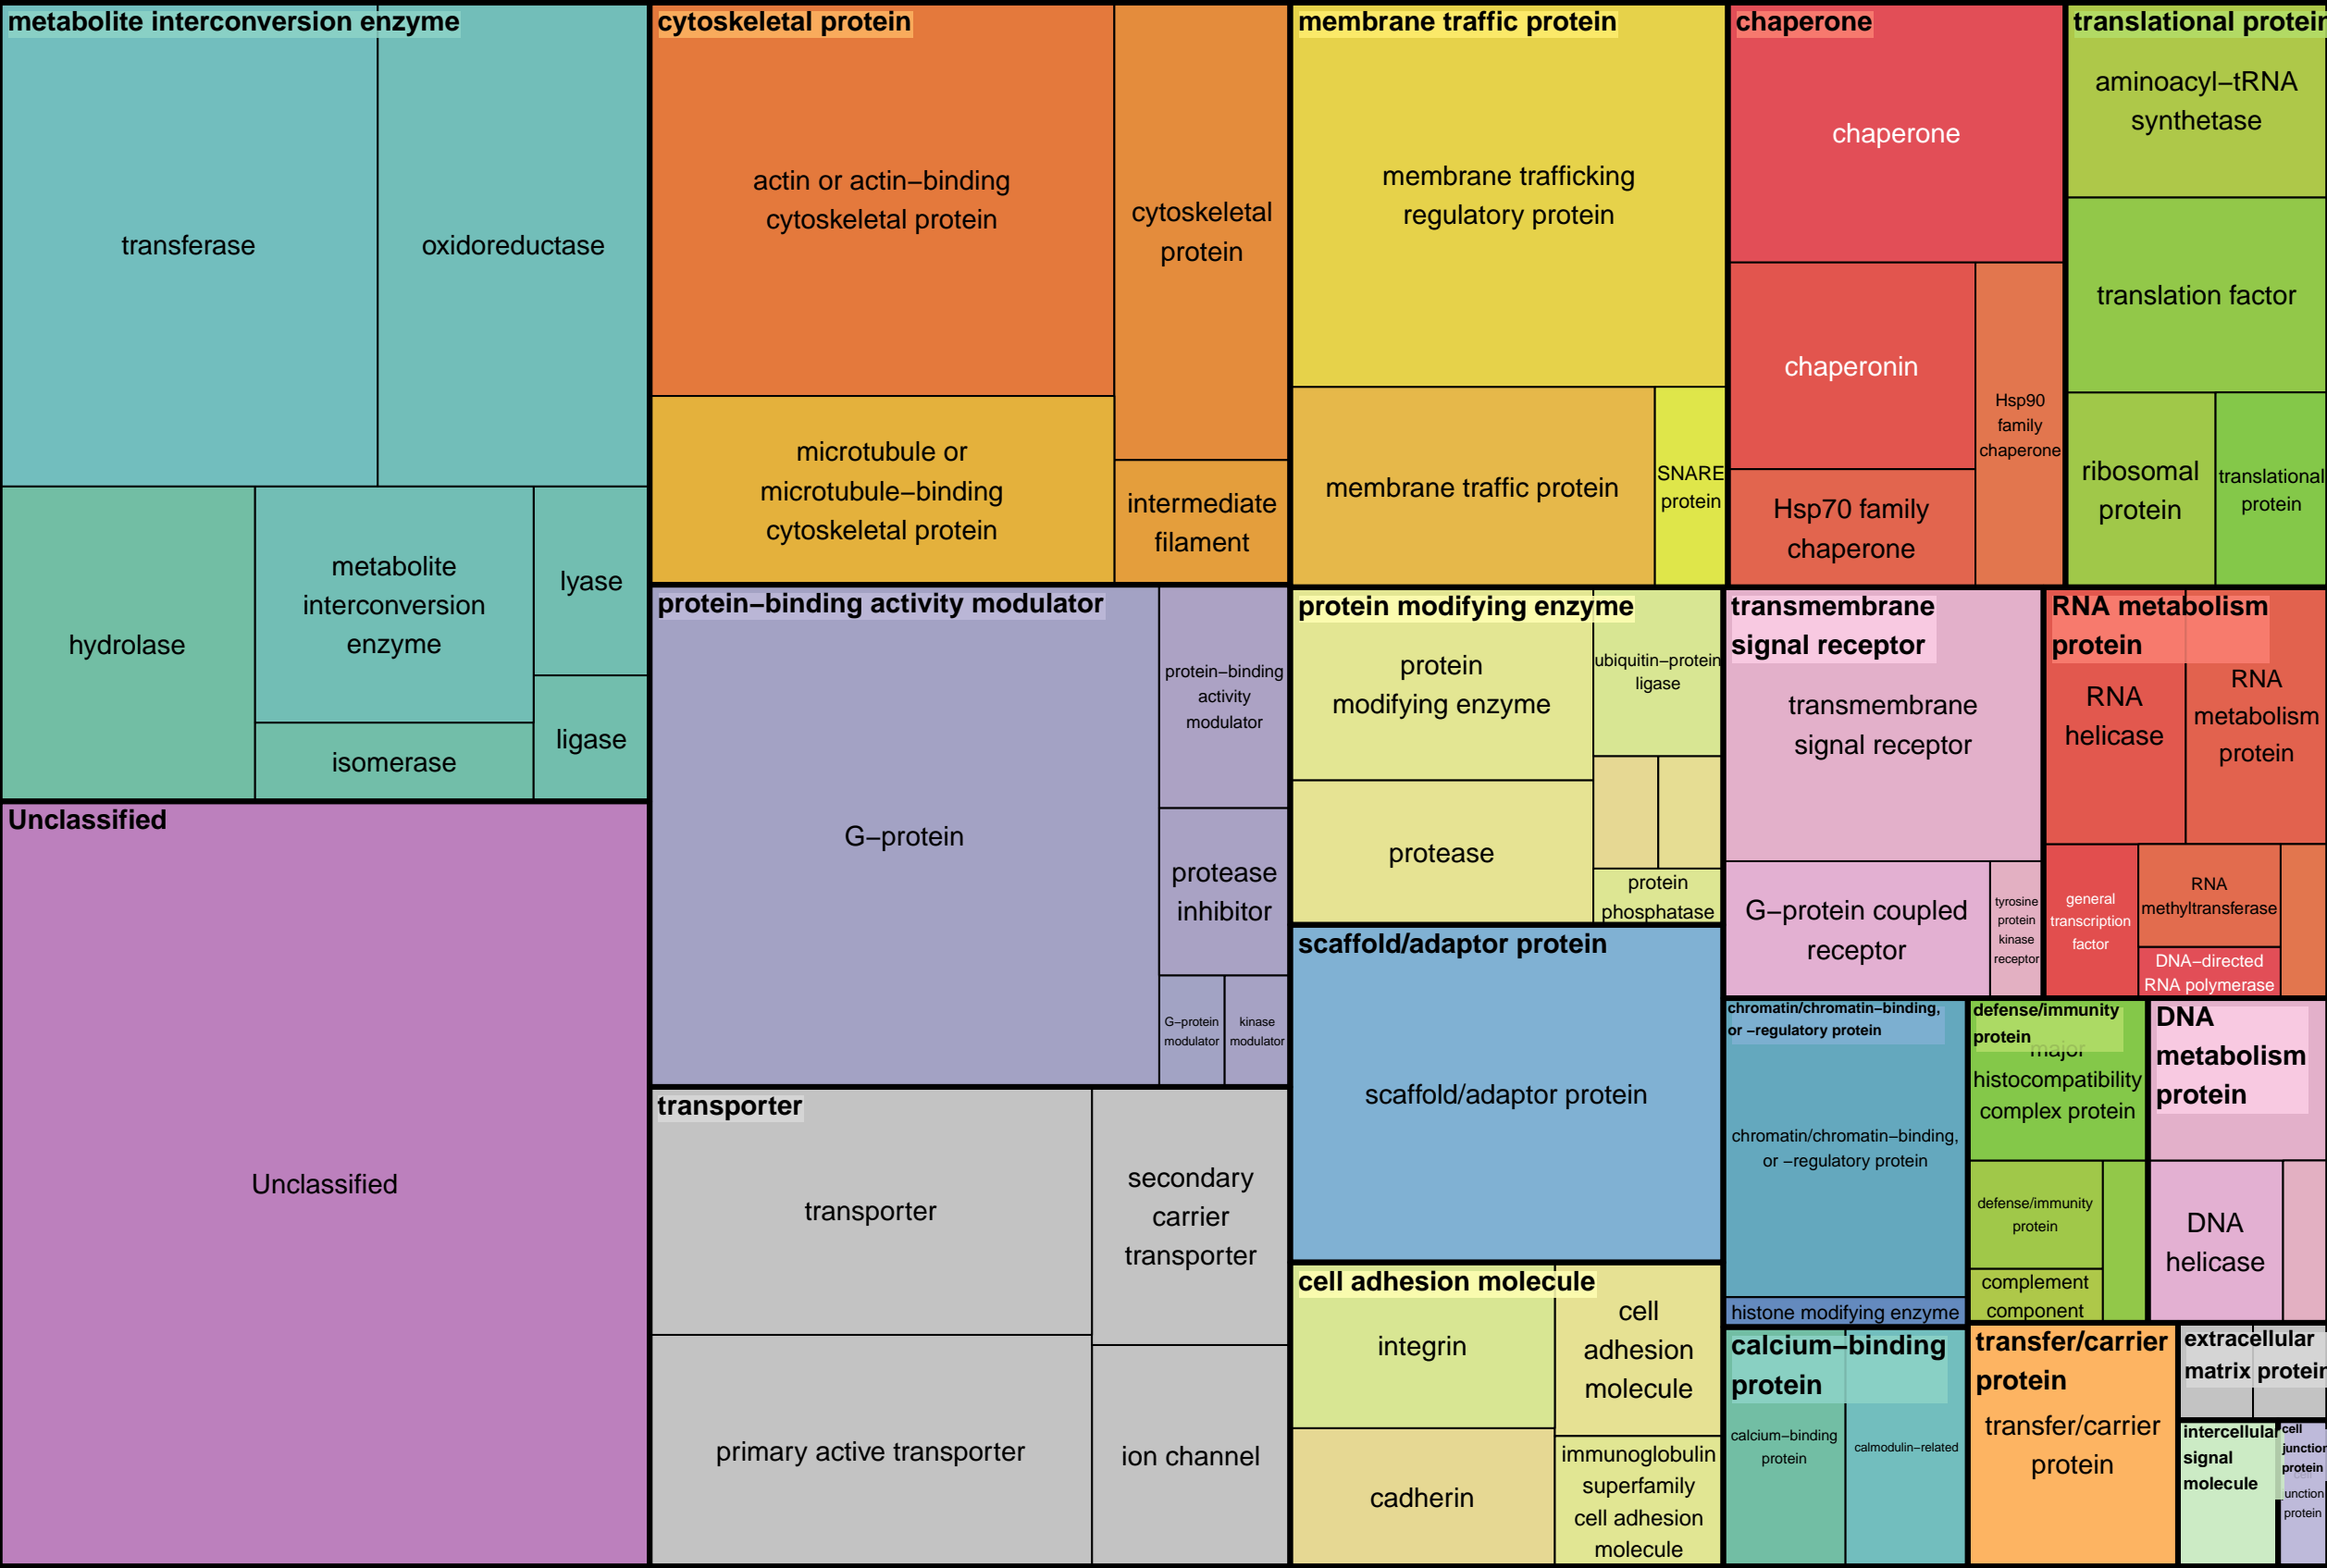 metabolite interconversion enzyme
transferase
oxidoreductase
hydrolase
metabolite
interconversion
enzyme
isomerase
lyase
ligase
Unclassified
Unclassified
cytoskeletal protein
actin or actin−binding
cytoskeletal protein
cytoskeletal
protein
microtubule or
microtubule−binding
cytoskeletal protein
intermediate
filament
protein−binding activity modulator
G−protein
protein−binding
activity
modulator
protease
inhibitor
G−protein
modulator
kinase
modulator
transporter
transporter
secondary
carrier
transporter
primary active transporter
ion channel
membrane traffic protein
membrane trafficking
regulatory protein
membrane traffic protein
SNARE
protein
protein modifying enzyme
protein
modifying enzyme
ubiquitin−protein
ligase
protease
protein
phosphatase
scaffold/adaptor protein
scaffold/adaptor protein
cell adhesion molecule
integrin
cell
adhesion
molecule
cadherin
immunoglobulin
superfamily
cell adhesion
molecule
chaperone
chaperone
chaperonin
Hsp90
family
chaperone
Hsp70 family
chaperone
translational protein
aminoacyl−tRNA
synthetase
translation factor
ribosomal
protein
translational
protein
transmembrane
signal receptor
transmembrane
signal receptor
G−protein coupled
receptor
tyrosine
protein
kinase
receptor
RNA metabolism
protein
RNA
helicase
RNA
metabolism
protein
general
transcription
factor
RNA
methyltransferase
DNA−directed
RNA polymerase
chromatin/chromatin−binding,
or −regulatory protein
chromatin/chromatin−binding,
or −regulatory protein
histone modifying enzyme
defense/immunity
protein
major
histocompatibility
complex protein
defense/immunity
protein
complement
component
DNA
metabolism
protein
DNA
helicase
calcium−binding
protein
calcium−binding
protein
calmodulin−related
transfer/carrier
protein
transfer/carrier
protein
extracellular
matrix protein
intercellular
signal
molecule
cell
junction
protein
cell
junction
protein